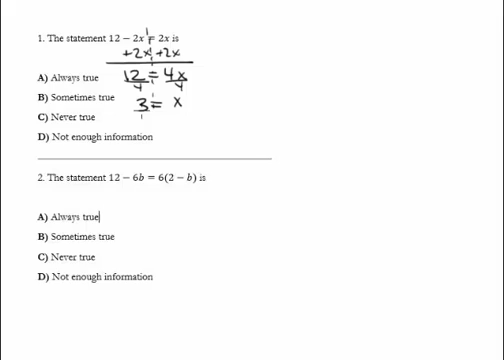 1. The statement 12 − 2x = 2x is
+2x +2x
A) Always true
12 = 4x
4 4
B) Sometimes true
3 = x
C) Never true
D) Not enough information
2. The statement 12 − 6b = 6(2 − b) is
A) Always true
B) Sometimes true
C) Never true
D) Not enough information